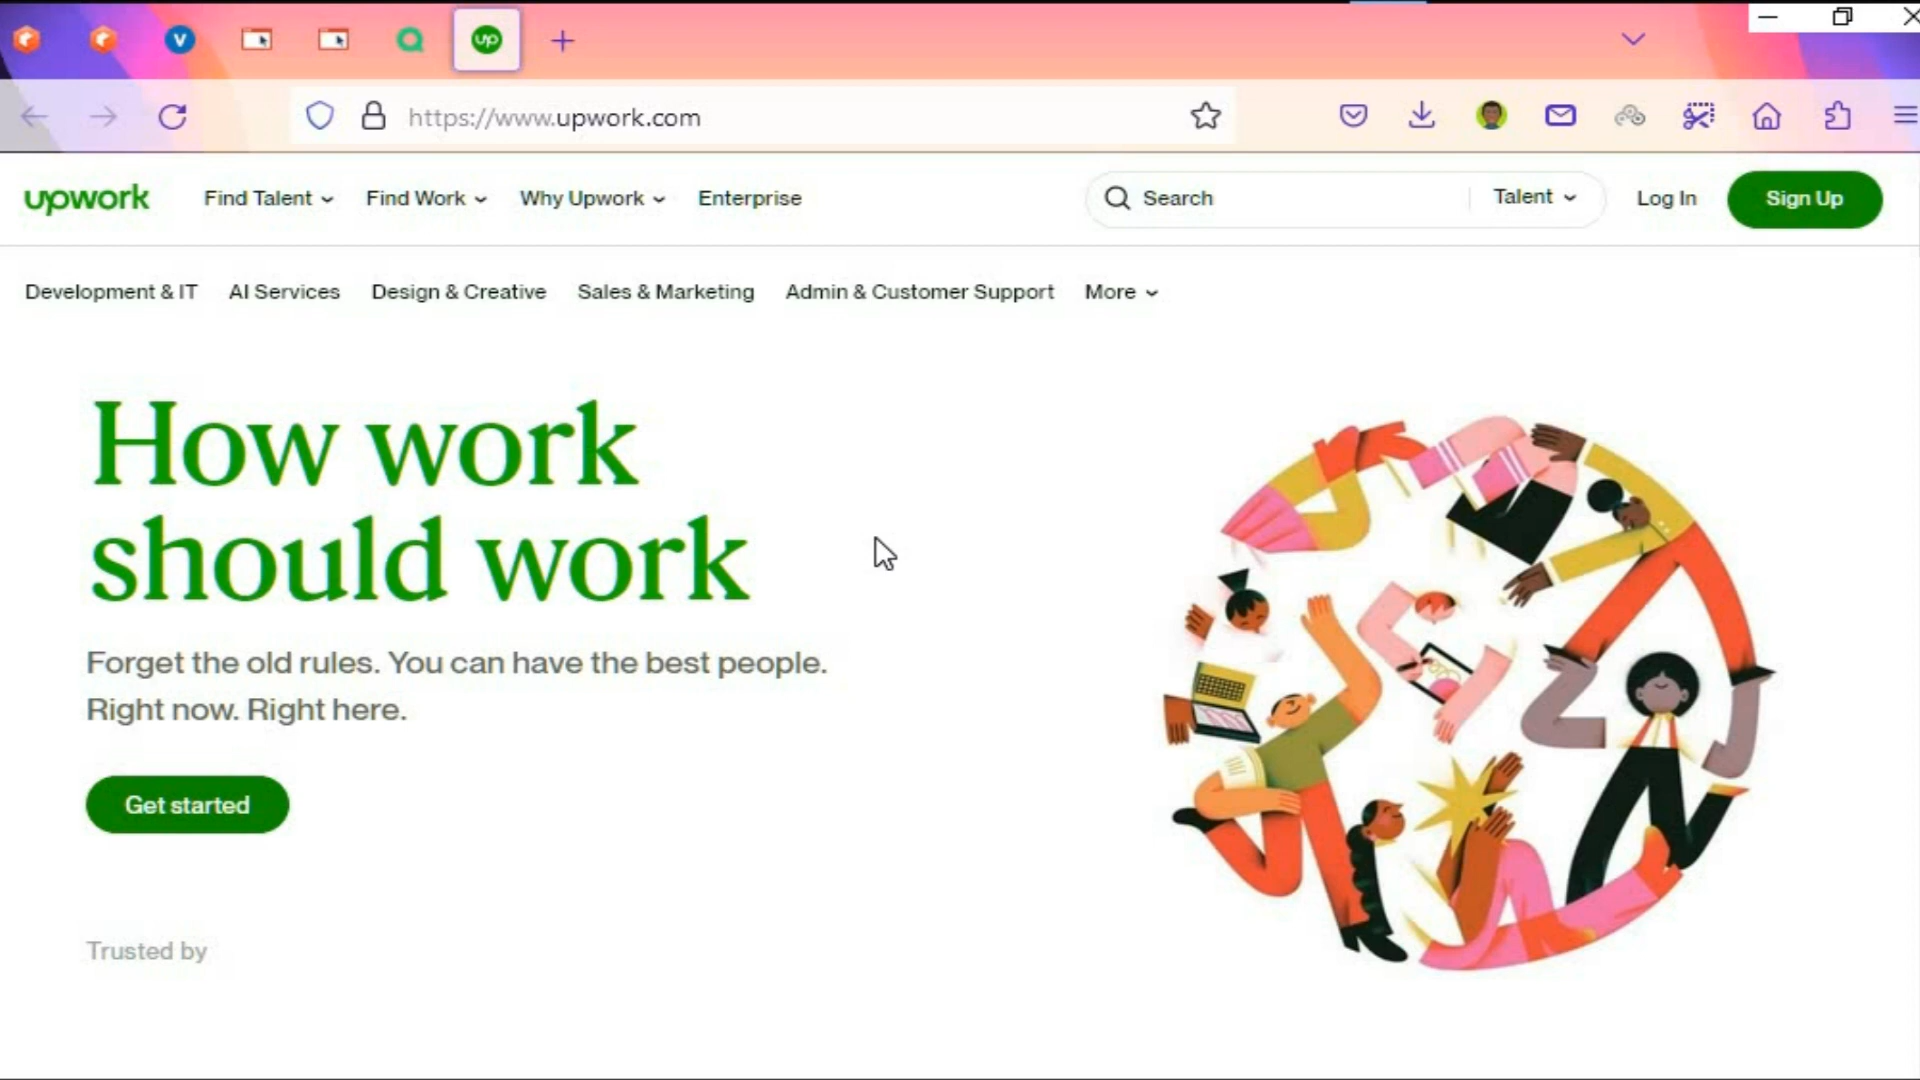 V
up
https://www.upwork.com
upwork
Find Talent
Find Work
Why Upwork
Enterprise
Search
Talent
Log In
Sign Up
Development & IT
AI Services
Design & Creative
Sales & Marketing
Admin & Customer Support
More
How work
should work
Forget the old rules. You can have the best people.
Right now. Right here.
Get started
Trusted by